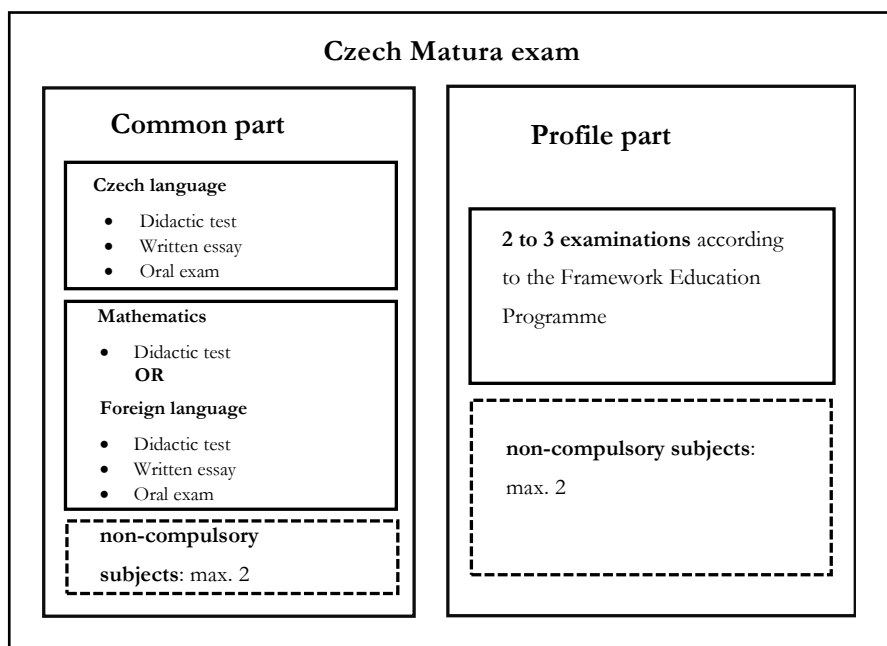 Czech Matura exam
Common part
Czech language
• Didactic test
• Written essay
• Oral exam
Mathematics
• Didactic test
OR
Foreign language
• Didactic test
• Written essay
• Oral exam
non-compulsory
subjects: max. 2
Profile part
2 to 3 examinations according
to the Framework Education
Programme
non-compulsory subjects:
max. 2